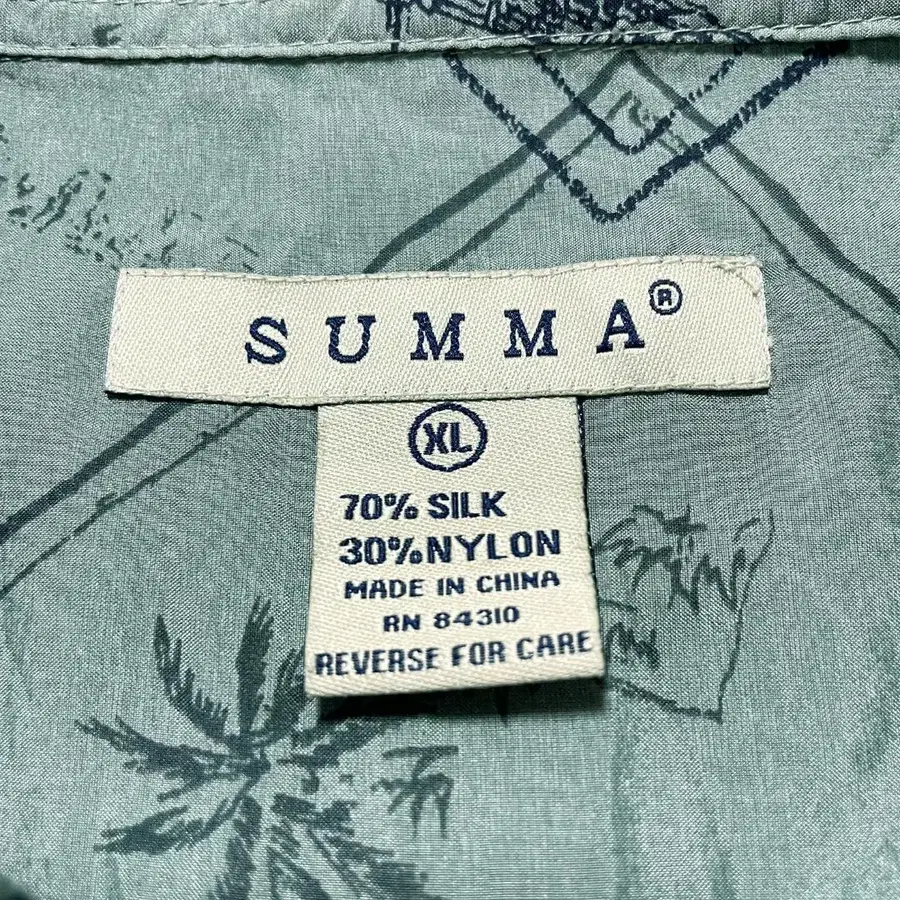 SUMMA®
XL
70% SILK
30% NYLON
MADE IN CHINA
RN 84310
REVERSE FOR CARE